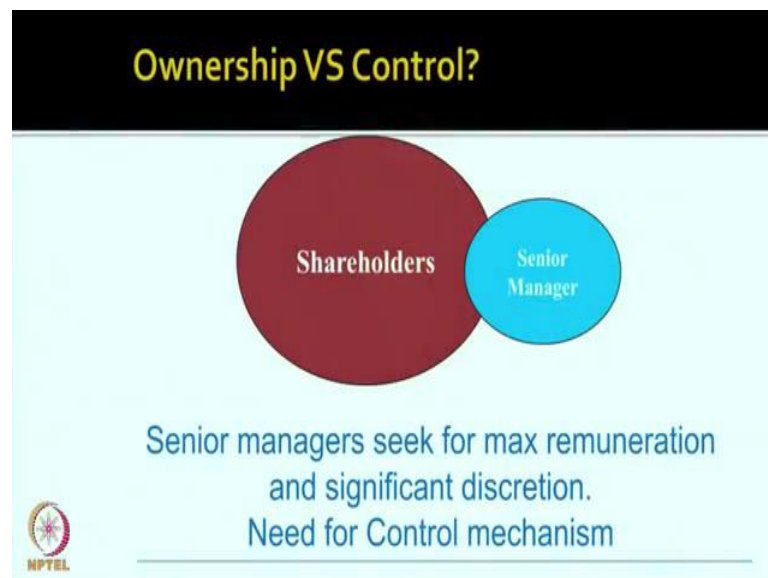 Ownership VS Control?
Shareholders
Senior
Manager
Senior managers seek for max remuneration
and significant discretion.
Need for Control mechanism
NPTEL